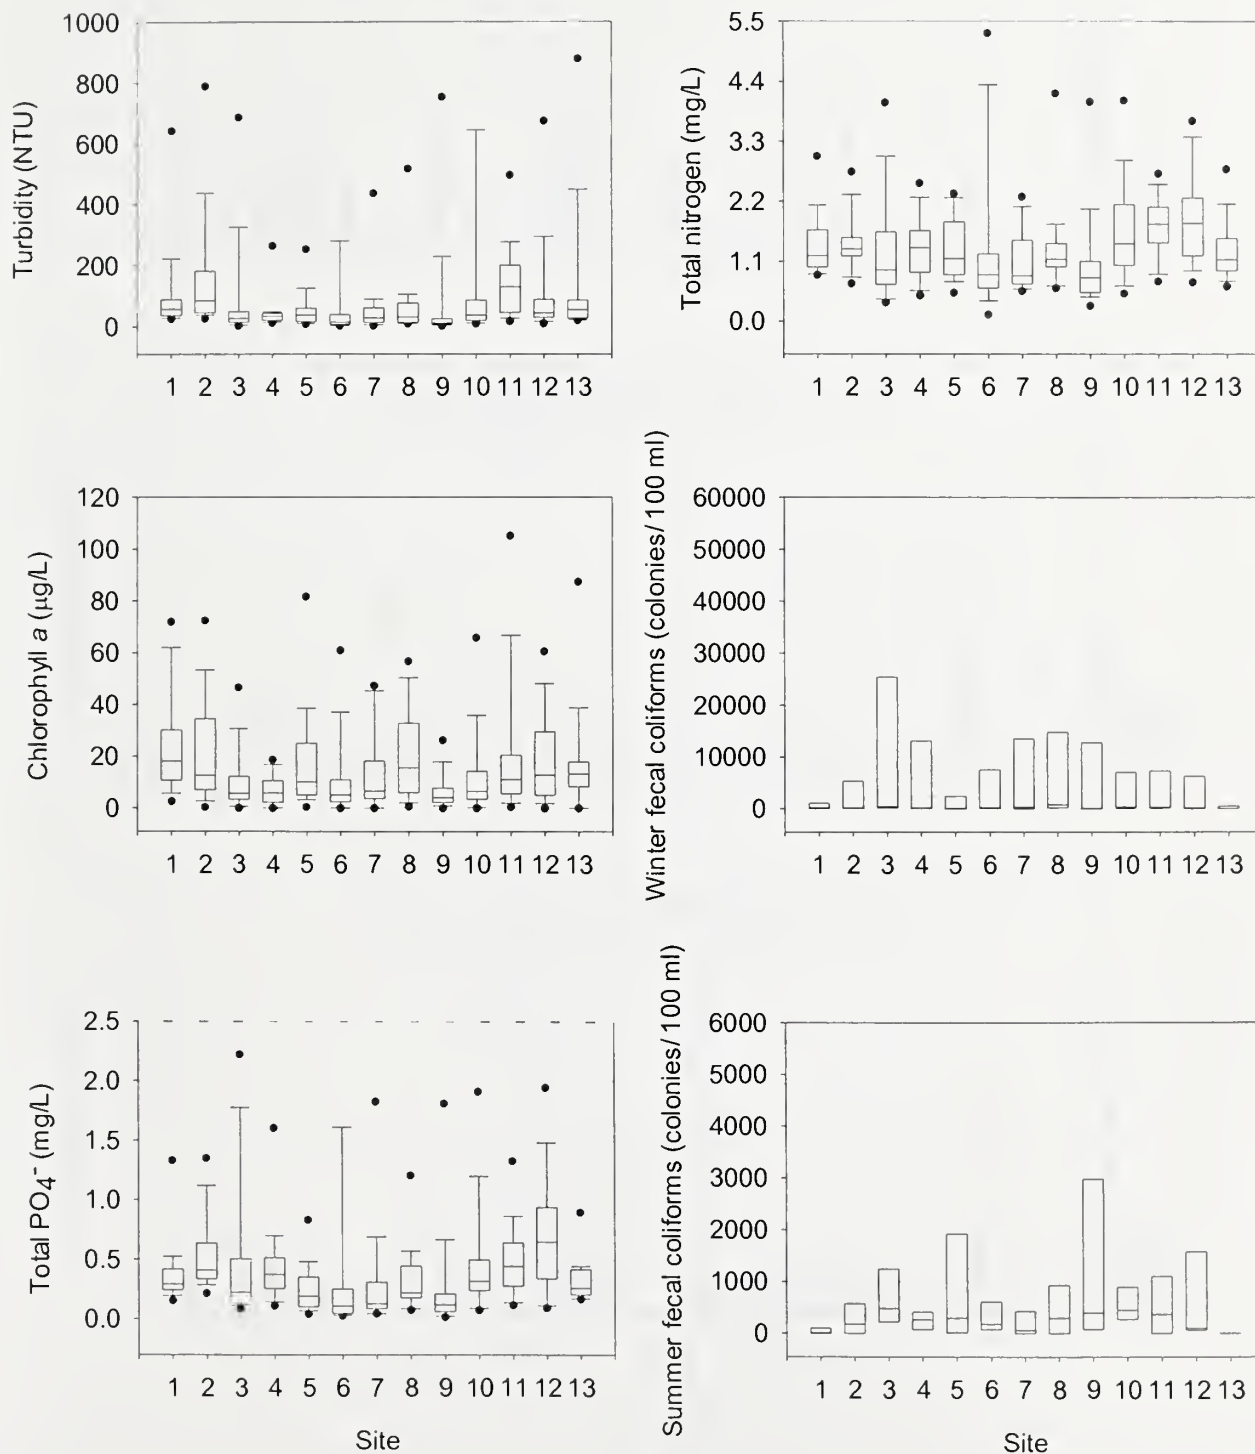 Turbidity (NTU)
1000
800
600
400
200
0
1 2 3 4 5 6 7 8 9 10 11 12 13
Total nitrogen (mg/L)
5.5
4.4
3.3
2.2
1.1
0.0
1 2 3 4 5 6 7 8 9 10 11 12 13
Chlorophyll a (µg/L)
120
100
80
60
40
20
0
1 2 3 4 5 6 7 8 9 10 11 12 13
Winter fecal coliforms (colonies/100 ml)
60000
50000
40000
30000
20000
10000
0
1 2 3 4 5 6 7 8 9 10 11 12 13
Total PO4-
(mg/L)
2.5
2.0
1.5
1.0
0.5
0.0
1 2 3 4 5 6 7 8 9 10 11 12 13
Site
Summer fecal coliforms (colonies/100 ml)
6000
5000
4000
3000
2000
1000
0
1 2 3 4 5 6 7 8 9 10 11 12 13
Site